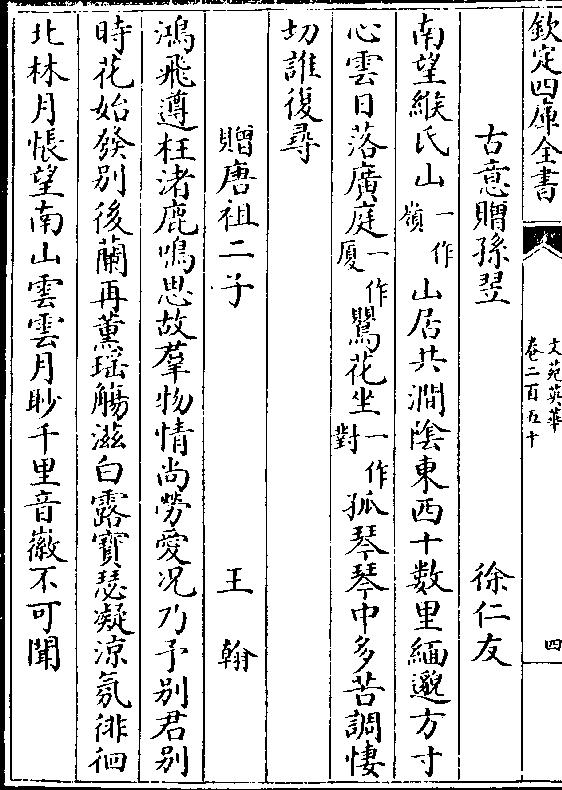 欽定四庫全書
文苑英華
卷二百五十
四
古意贈孫翌　徐仁友
南望緱氏山一作嶺山居共澗陰東西十數里緬邈方寸
心雲日落廣庭一作厦鶯花坐一作對孤琴琴中多苦調悽
切誰復尋
贈唐祖二子　王翰
鴻飛遵枉渚鹿鳴思故羣物情尚勞愛况乃予别君别
時花始發别後蘭再薰瑶觴滋白露寳瑟凝涼氛徘徊
北林月悵望南山雲雲月眇千里音徽不可聞